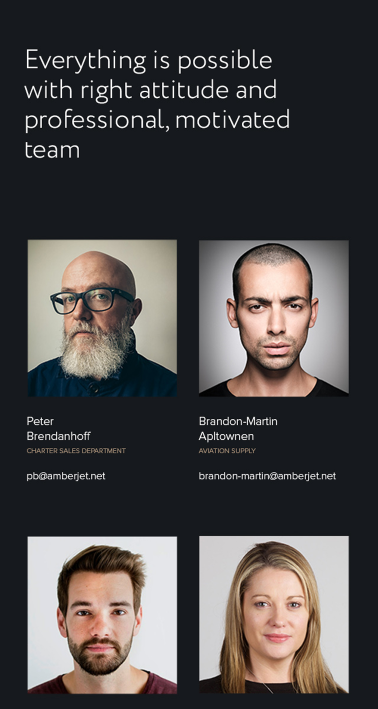 Everything is possible
with right attitude and
professional, motivated
team
Peter
Brendanhoff
CHARTER SALES DEPARTMENT
pb@amberjet.net
Brandon-Martin
Apltownen
AVIATION SUPPLY
brandon-martin@amberjet.net